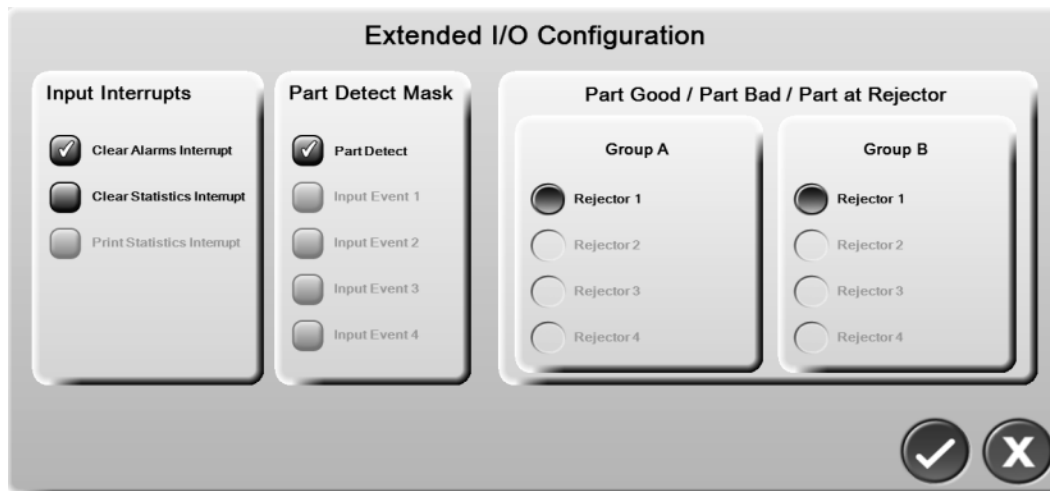 Extended I/O Configuration
Input Interrupts
Clear Alarms Interrupt
Clear Statistics Interrupt
Print Statistics Interrupt
Part Detect Mask
Part Detect
Input Event 1
Input Event 2
Input Event 3
Input Event 4
Part Good / Part Bad / Part at Rejector
Group A
Rejector 1
Rejector 2
Rejector 3
Rejector 4
Group B
Rejector 1
Rejector 2
Rejector 3
Rejector 4